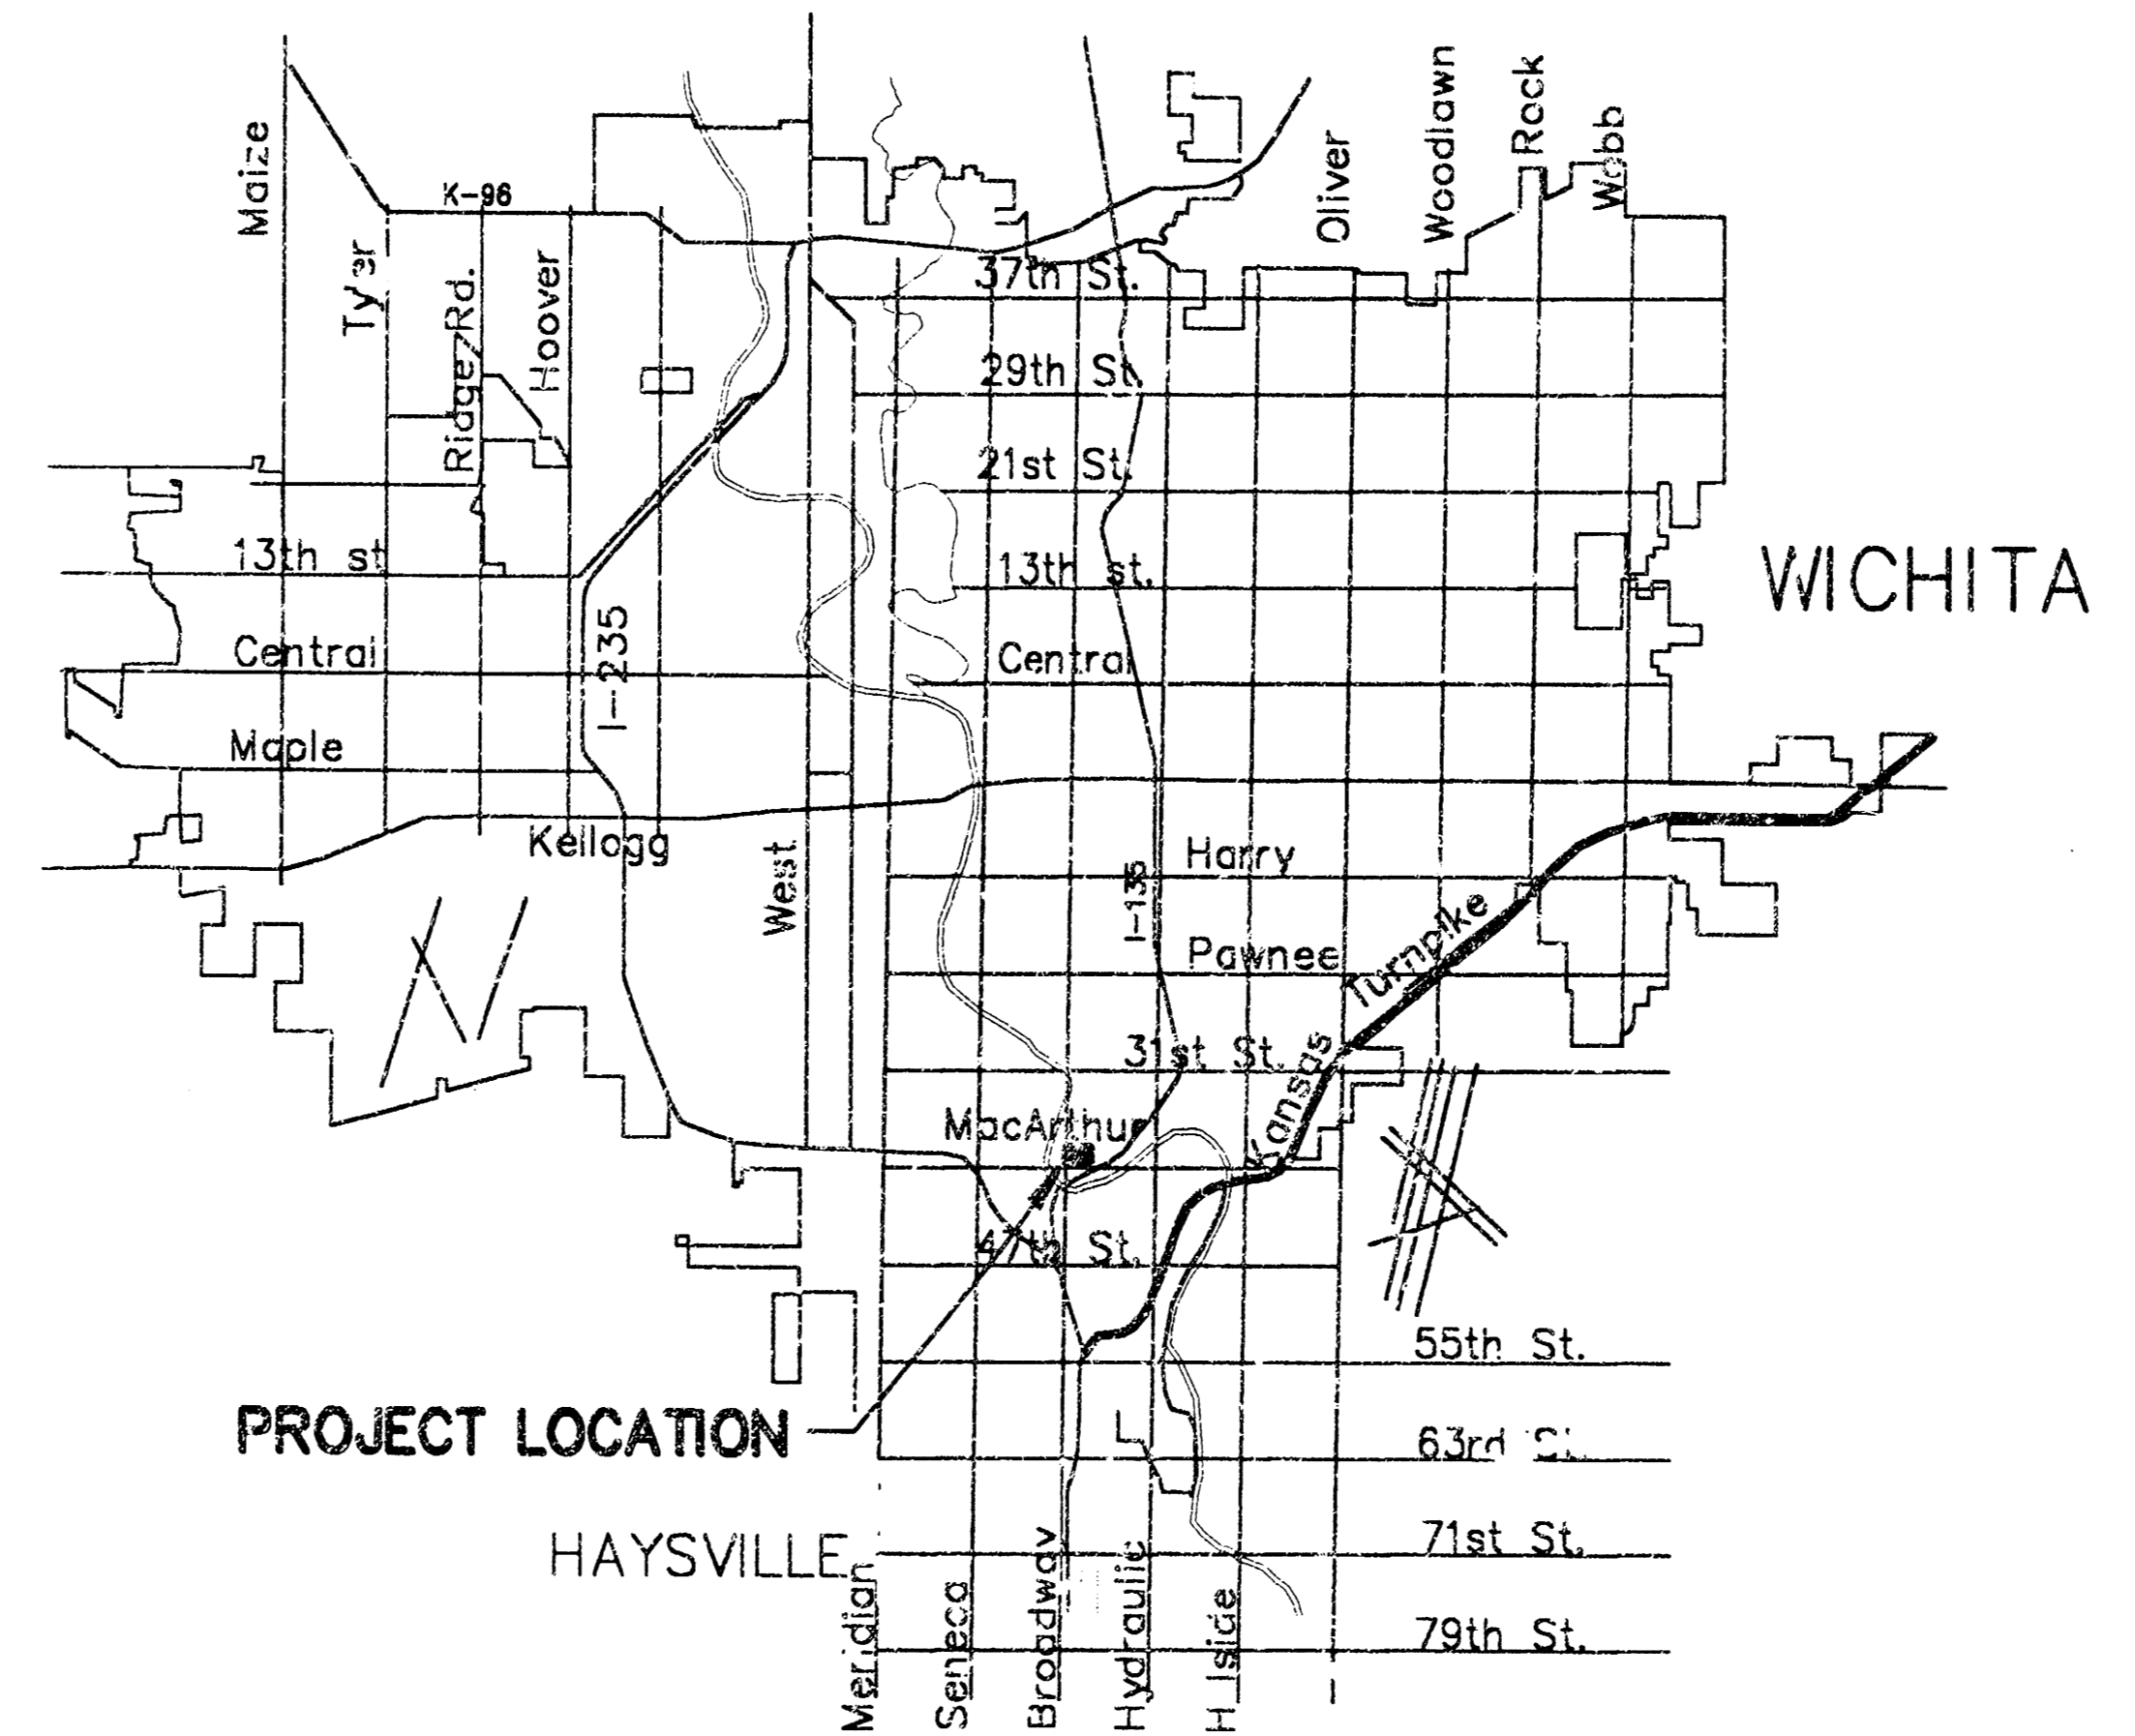 Maize
Tyler
K-96
Ridge Rd.
Hoover
Oliver
Woodlawn
Rock
Webb
37th St.
29th St.
21st St.
13th st
13th st.
WICHITA
I-235
Central
Central
Maple
Kellogg
West
Harry
I-135
Pawnee
Kansas Turnpike
31st St.
MacArthur
47th St.
55th St.
PROJECT LOCATION
63rd St.
HAYSVILLE
71st St.
79th St.
Meridian
Seneca
Broadway
Hydraulic
Hillside